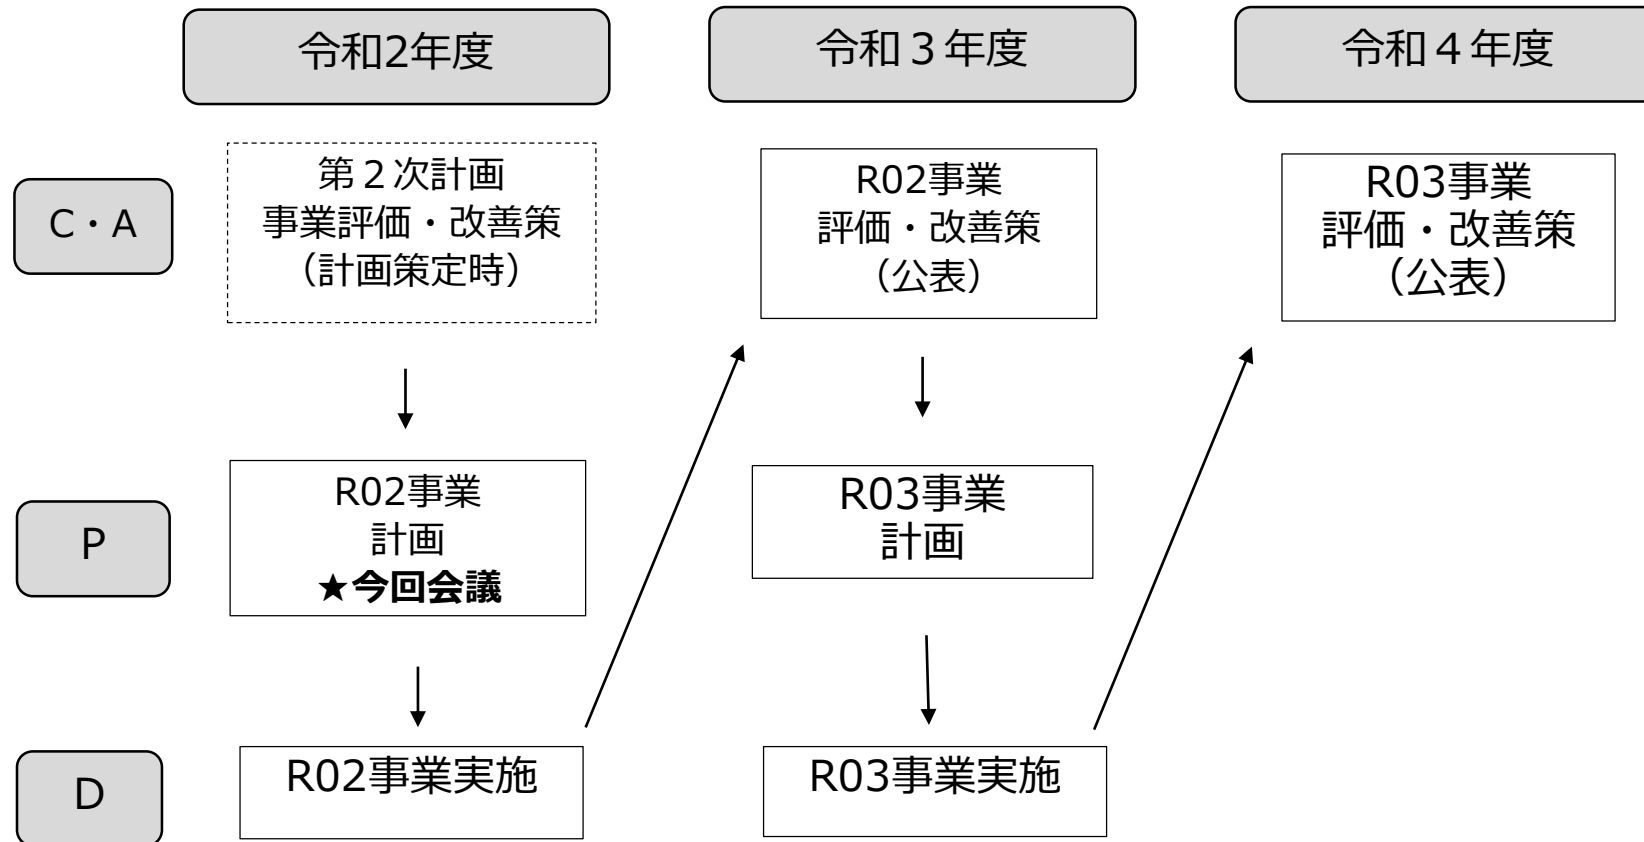 令和2年度
令和３年度
令和４年度
C・A
第２次計画
事業評価・改善策
（計画策定時）
R02事業
評価・改善策
（公表）
R03事業
評価・改善策
（公表）
P
R02事業
計画
★今回会議
R03事業
計画
D
R02事業実施
R03事業実施